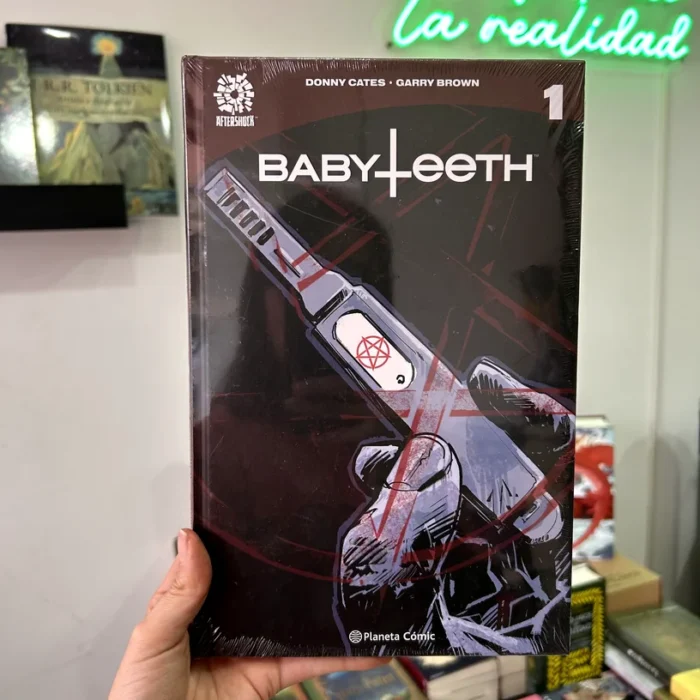 la realidad
R. R. TOLKIEN
DONNY CATES · GARRY BROWN
AFTERSHOCK
1
BABYTEETH
Planeta Cómic